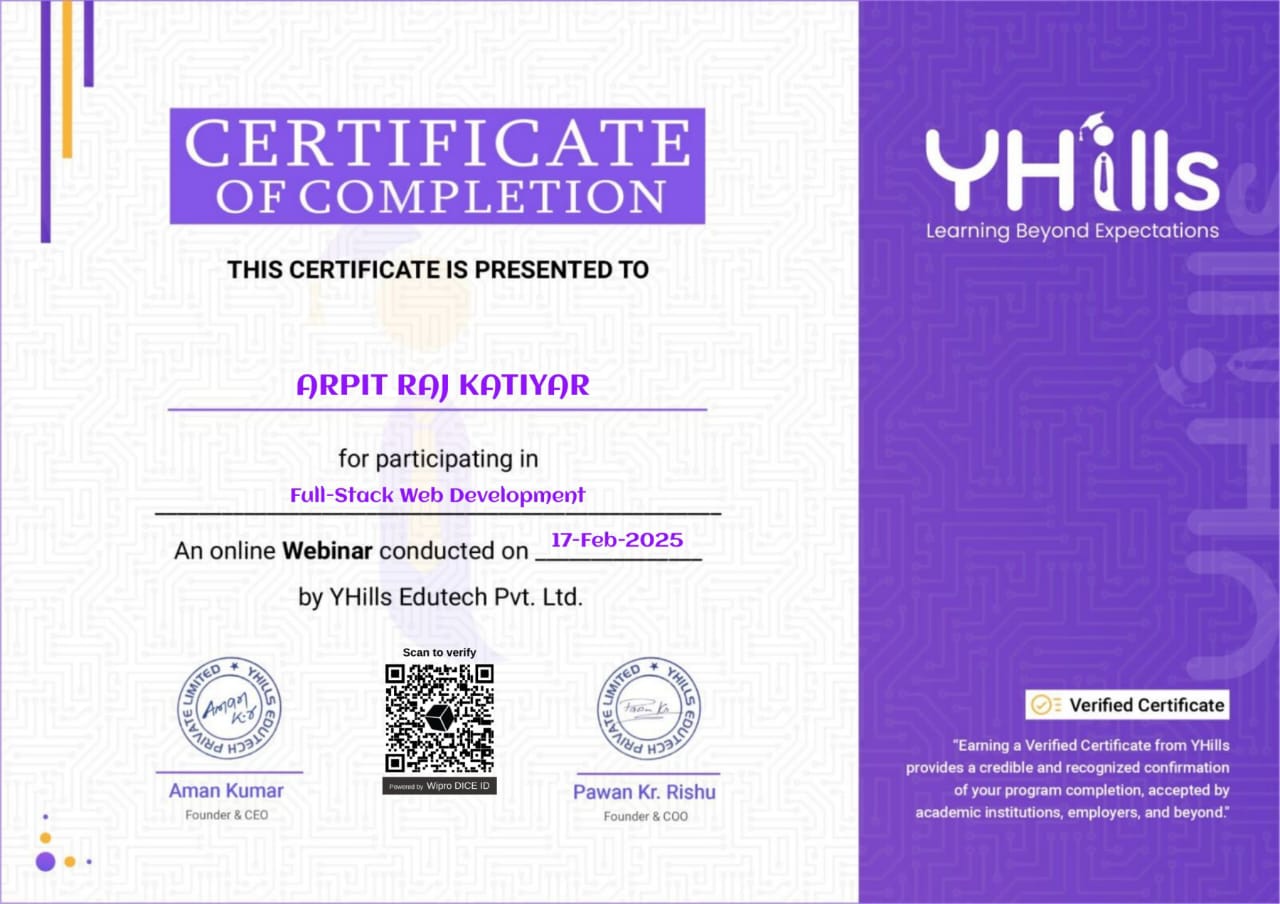 CERTIFICATE
OF COMPLETION
THIS CERTIFICATE IS PRESENTED TO
ARPIT RAJ KATIYAR
for participating in
Full-Stack Web Development
An online Webinar conducted on 17-Feb-2025
by YHills Edutech Pvt. Ltd.
YHILLS EDUTECH PRIVATE LIMITED
Aman K.r
Aman Kumar
Founder & CEO
Scan to verify
Powered by Wipro DICE ID
YHILLS EDUTECH PRIVATE LIMITED
Pawan Kr. Rishu
Founder & COO
YHills
Learning Beyond Expectations
YHills
Verified Certificate
"Earning a Verified Certificate from YHills
provides a credible and recognized confirmation
of your program completion, accepted by
academic institutions, employers, and beyond."